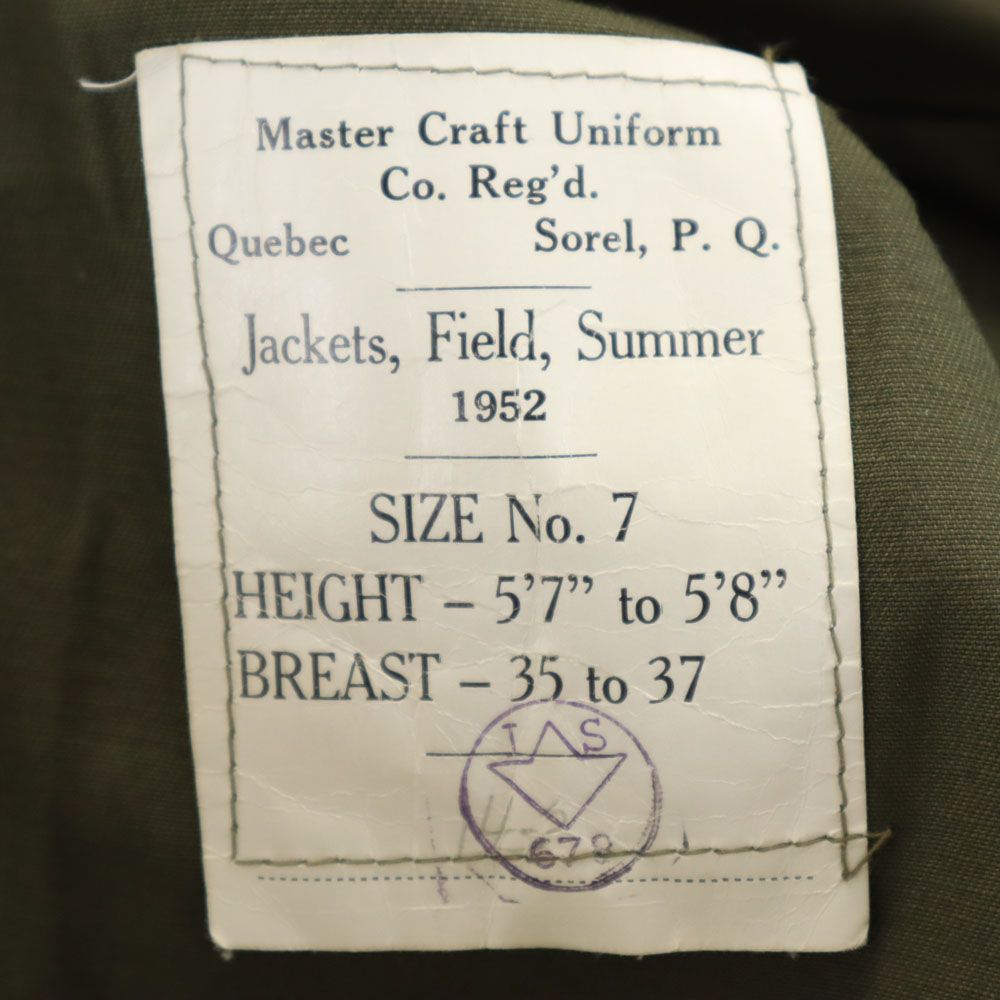 Master Craft Uniform
Co. Reg'd.
Quebec Sorel, P. Q.
Jackets, Field, Summer
1952
SIZE No. 7
HEIGHT – 5'7” to 5'8”
BREAST – 35 to 37
I S
678